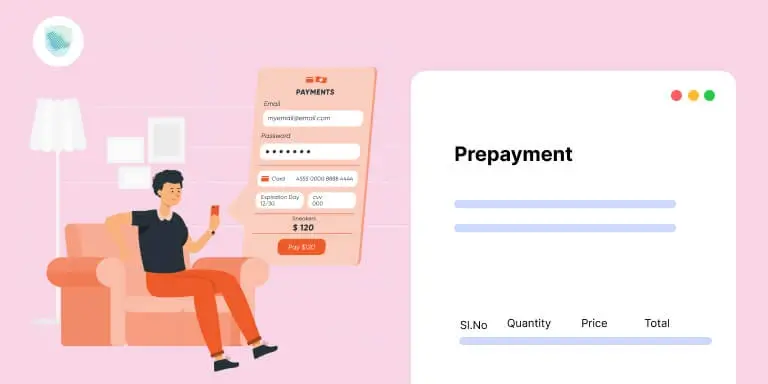 PAYMENTS
Email
myemail@email.com
Password
Card 4555 0000 8888 4444
Expiration Day CVV
12/30 000
Sneakers
$ 120
Pay $120
Prepayment
Sl.No Quantity Price Total